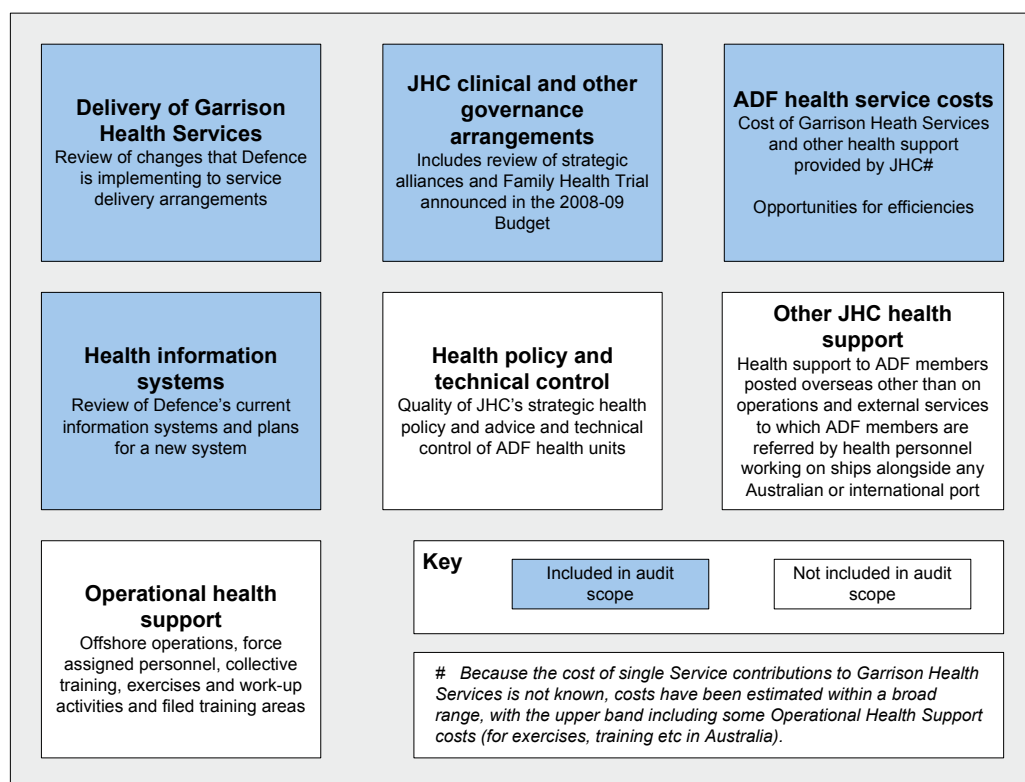 Delivery of Garrison
Health Services
Review of changes that Defence
is implementing to service
delivery arrangements
JHC clinical and other
governance
arrangements
Includes review of strategic
alliances and Family Health Trial
announced in the 2008-09
Budget
ADF health service costs
Cost of Garrison Heath Services
and other health support
provided by JHC#
Opportunities for efficiencies
Health information
systems
Review of Defence's current
information systems and plans
for a new system
Health policy and
technical control
Quality of JHC's strategic health
policy and advice and technical
control of ADF health units
Other JHC health
support
Health support to ADF members
posted overseas other than on
operations and external services
to which ADF members are
referred by health personnel
working on ships alongside any
Australian or international port
Operational health
support
Offshore operations, force
assigned personnel, collective
training, exercises and work-up
activities and filed training areas
Key
Included in audit
scope
Not included in audit
scope
# Because the cost of single Service contributions to Garrison Health
Services is not known, costs have been estimated within a broad
range, with the upper band including some Operational Health Support
costs (for exercises, training etc in Australia).